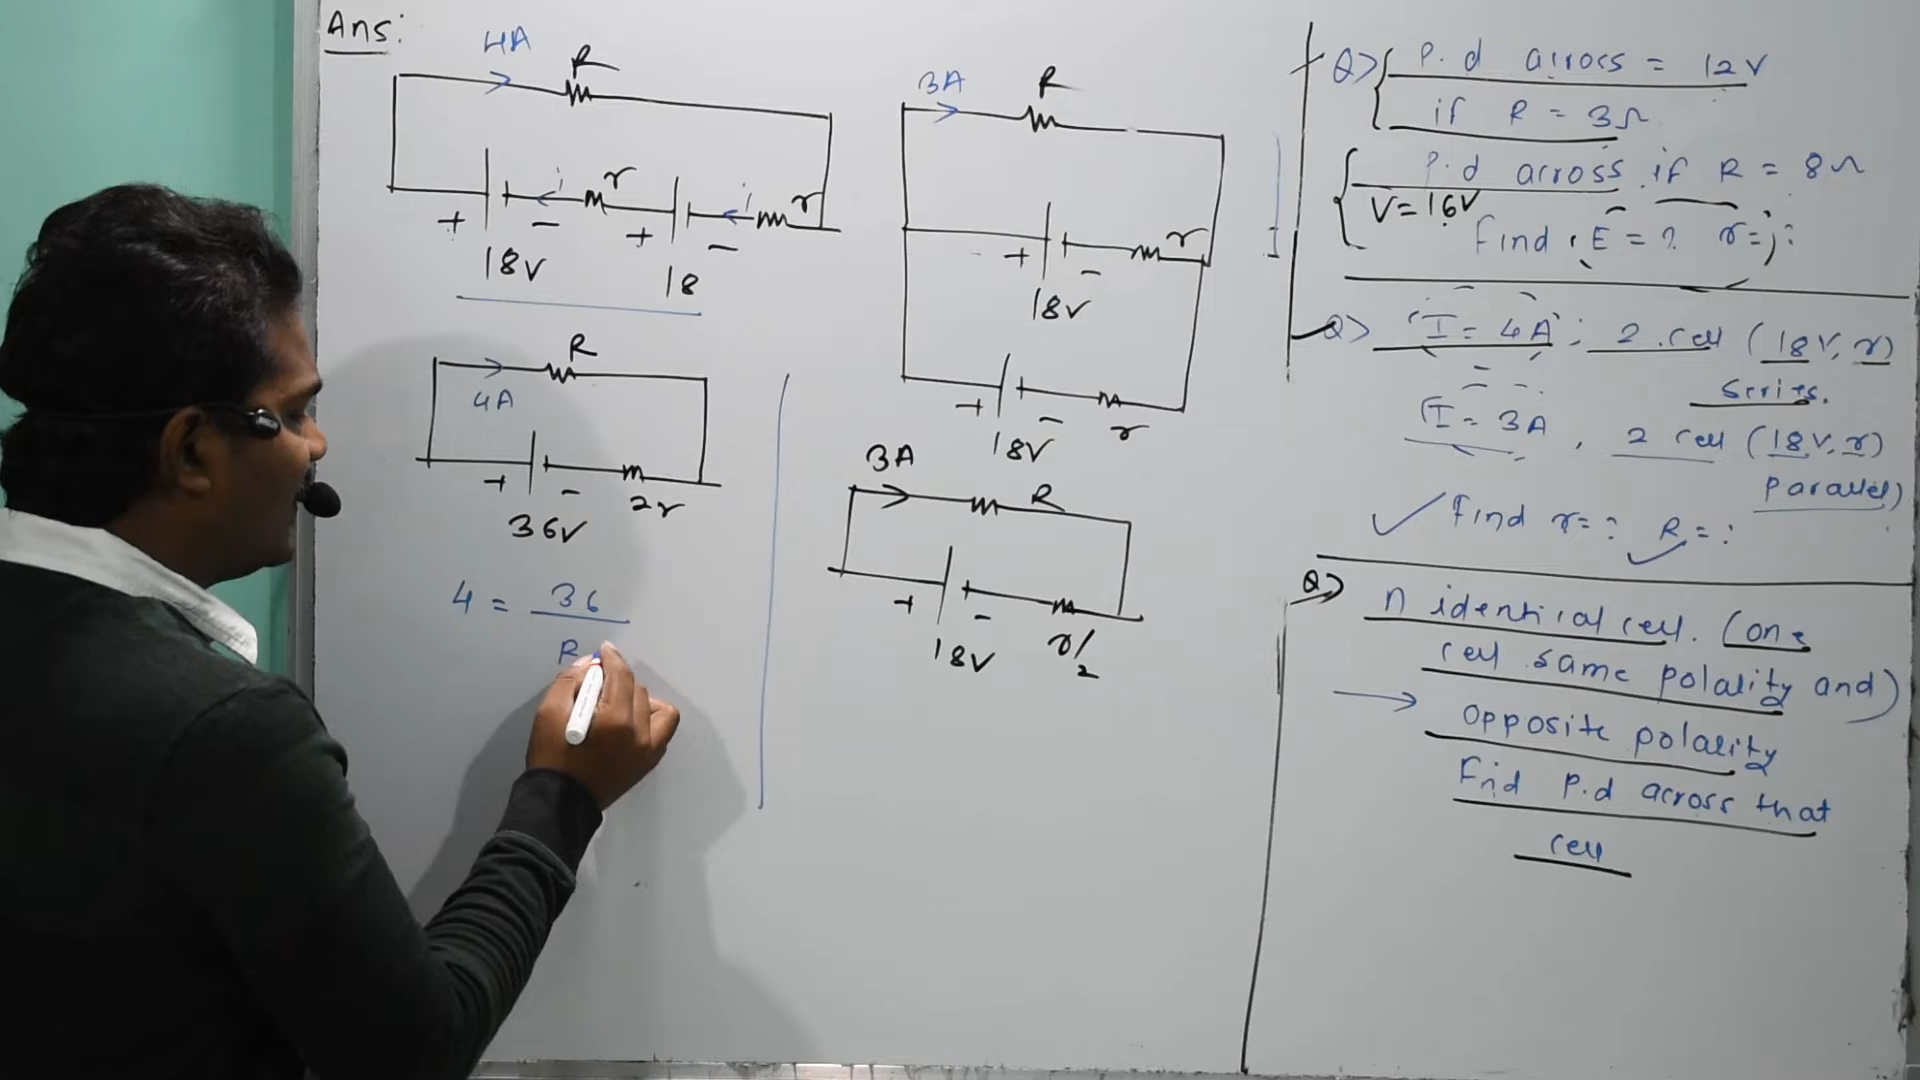 Ans:
4A
R
r
r
i
i
+
-
+
-
18V
18
R
4A
+
-
36V
2r
4 = 36
R
3A
R
r
+
-
18V
+
-
18V
r
3A
R
+
-
18V
r/2
Q> P.d across = 12V
if R = 3Ω
P.d across if R = 8Ω
V=16V
Find E = ? r = ?
Q> I = 4A ; 2 cell (18V, r)
Series.
I = 3A , 2 cell (18V, r)
Parallel)
Find r = ? R = ?
Q> n identical cell. (one
cell same polality and)
opposite polality
Find P.d across that
cell